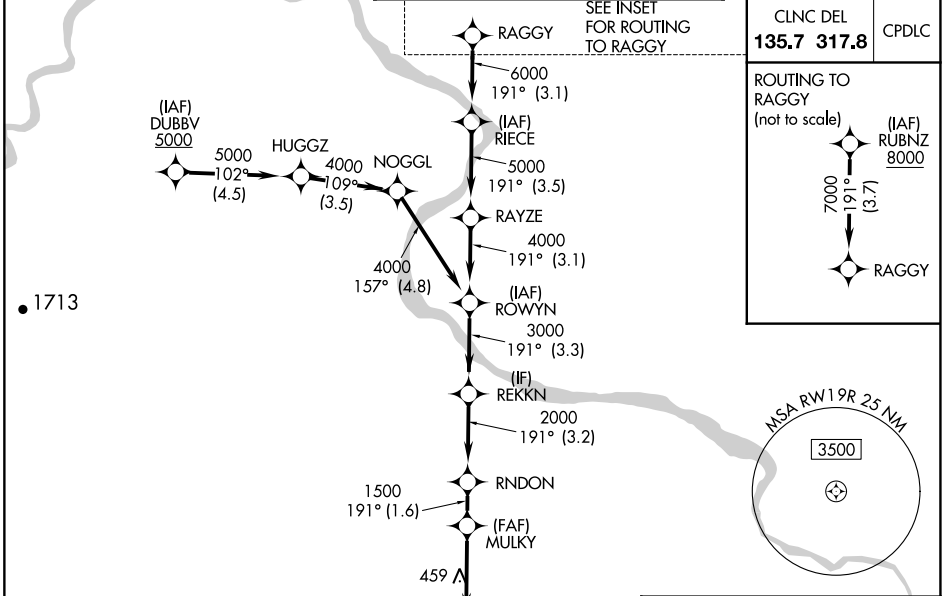 SEE INSET
FOR ROUTING
TO RAGGY
RAGGY
6000
191° (3.1)
(IAF)
RIECE
5000
191° (3.5)
RAYZE
4000
191° (3.1)
(IAF)
DUBBV
5000
5000
102°
(4.5)
HUGGZ
4000
109°
(3.5)
NOGGL
4000
157° (4.8)
(IAF)
ROWYN
3000
191° (3.3)
(IF)
REKKN
2000
191° (3.2)
RNDON
1500
191° (1.6)
(FAF)
MULKY
459
1713
CLNC DEL
135.7 317.8
CPDLC
ROUTING TO
RAGGY
(not to scale)
(IAF)
RUBNZ
8000
7000
191°
(3.7)
RAGGY
MSA RW19R 25 NM
3500